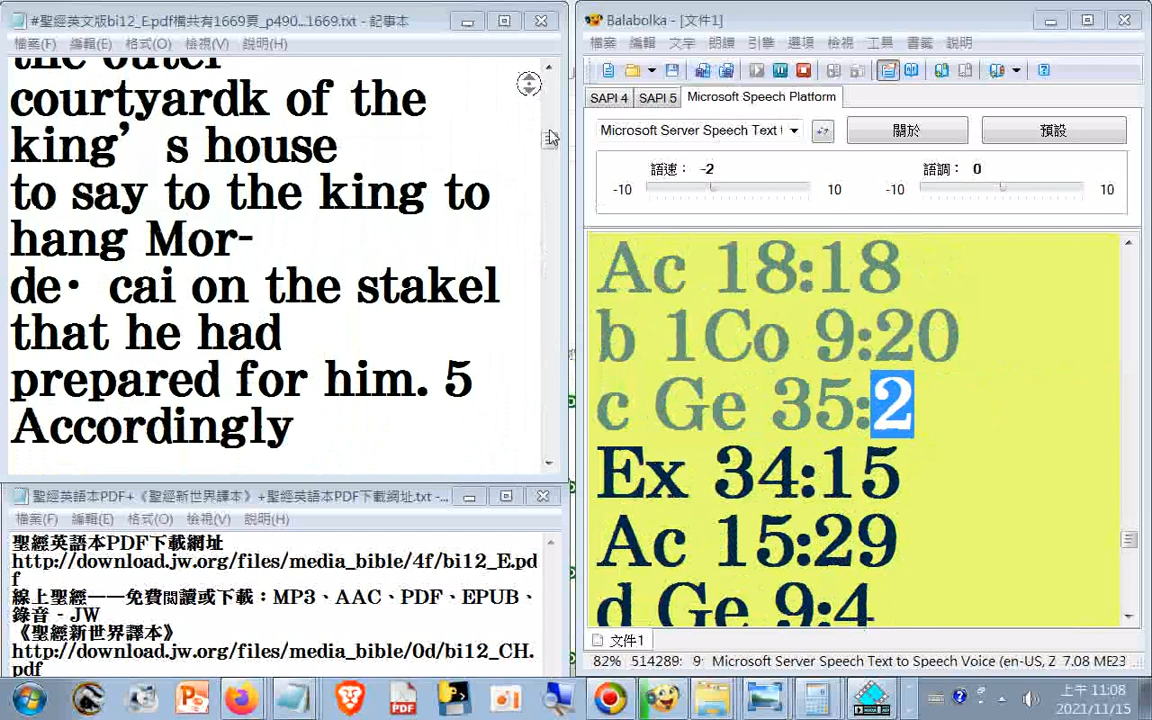 #聖經英文版bi12_E.pdf檔共有1669頁_p490...1669.txt - 記事本
檔案(F) 編輯(E) 格式(O) 檢視(V) 說明(H)
the outer
courtyardk of the
king’ s house
to say to the king to
hang Mor-
de· cai on the stakel
that he had
prepared for him. 5
Accordingly
聖經英語本PDF+《聖經新世界譯本》+聖經英語本PDF下載網址.txt -...
檔案(F) 編輯(E) 格式(O) 檢視(V) 說明(H)
聖經英語本PDF下載網址
http://download.jw.org/files/media_bible/4f/bi12_E.pd
f
線上聖經——免費閱讀或下載：MP3、AAC、PDF、EPUB、
錄音 - JW
《聖經新世界譯本》
http://download.jw.org/files/media_bible/0d/bi12_CH.
pdf
Balabolka - [文件1]
檔案 編輯 文字 朗讀 引擎 選項 檢視 工具 書籤 說明
SAPI 4 SAPI 5 Microsoft Speech Platform
Microsoft Server Speech Text 關於 預設
語速： -2 語調： 0
-10 10 -10 10
Ac 18:18
b 1Co 9:20
c Ge 35:2
Ex 34:15
Ac 15:29
d Ge 9:4
文件1
82% 514289: 9: Microsoft Server Speech Text to Speech Voice (en-US, Z 7.08 ME23
上午 11:08
2021/11/15